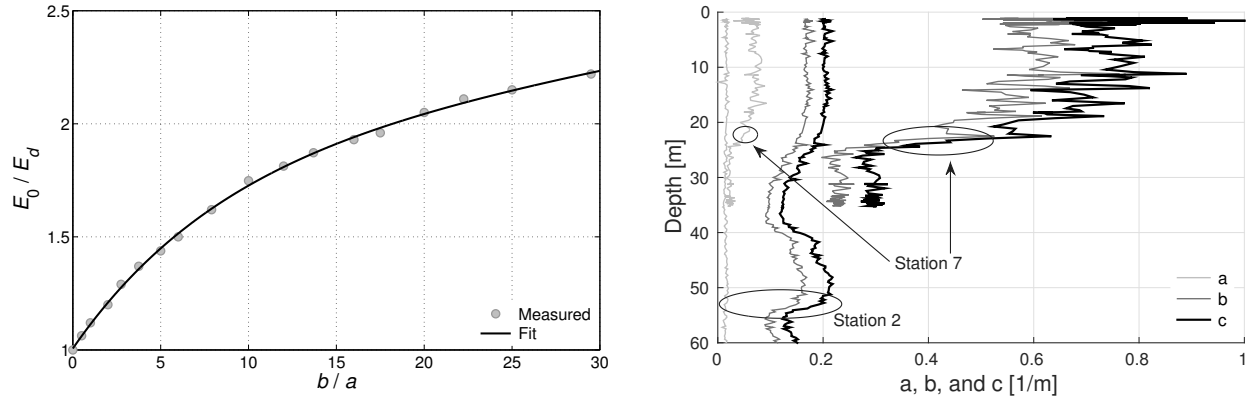 2.5
2
1.5
1
E0 / Ed
0 5 10 15 20 25 30
b / a
Measured
Fit
0
10
20
30
40
50
60
Depth [m]
Station 7
Station 2
a
b
c
0 0.2 0.4 0.6 0.8 1
a, b, and c [1/m]